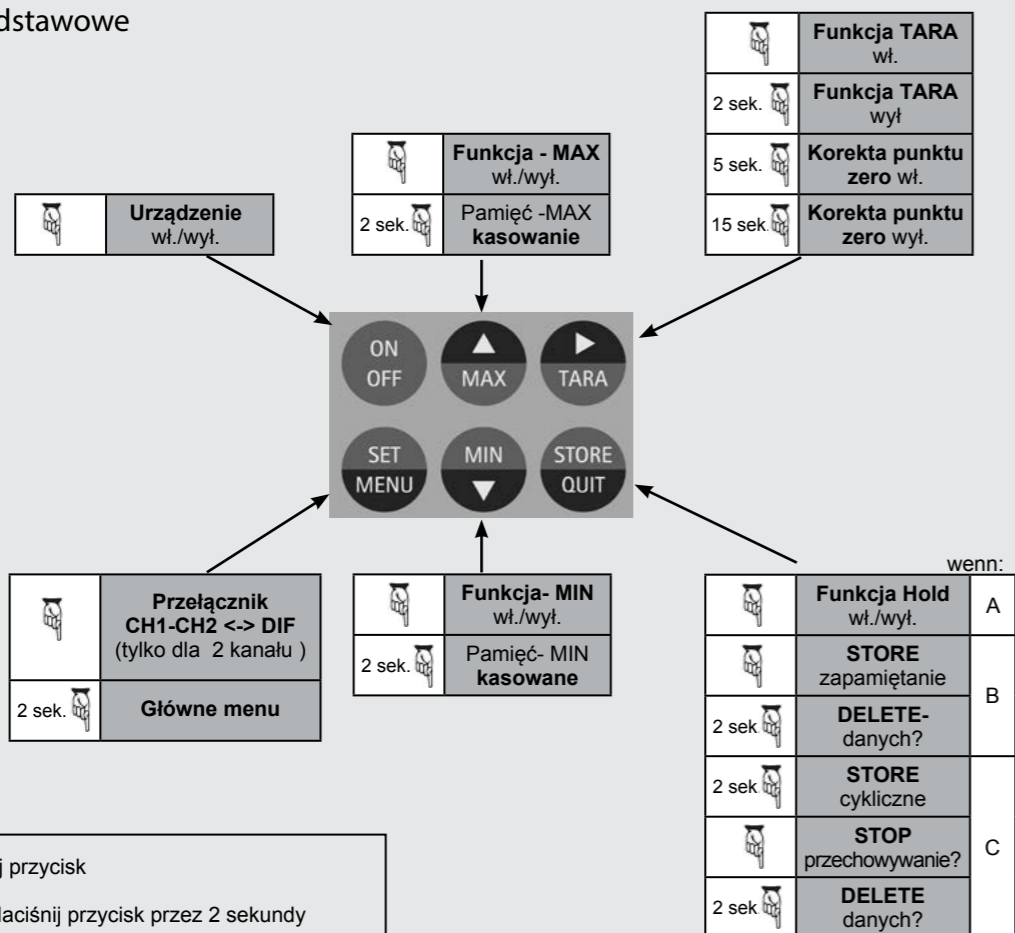 dstawowe
Funkcja TARA
wł.
2 sek.
Funkcja TARA
wył
5 sek.
Korekta punktu
zero wł.
15 sek.
Korekta punktu
zero wył.
Funkcja - MAX
wł./wył.
2 sek.
Pamięć -MAX
kasowanie
Urządzenie
wł./wył.
ON
OFF
MAX
TARA
SET
MENU
MIN
STORE
QUIT
Przełącznik
CH1-CH2 <-> DIF
(tylko dla 2 kanału )
2 sek.
Główne menu
Funkcja- MIN
wł./wył.
2 sek.
Pamięć- MIN
kasowane
wenn:
Funkcja Hold
wł./wył.
A
STORE
zapamiętanie
B
2 sek.
DELETE-
danych?
2 sek.
STORE
cykliczne
STOP
przechowywanie?
C
2 sek.
DELETE
danych?
j przycisk
laciśnij przycisk przez 2 sekundy